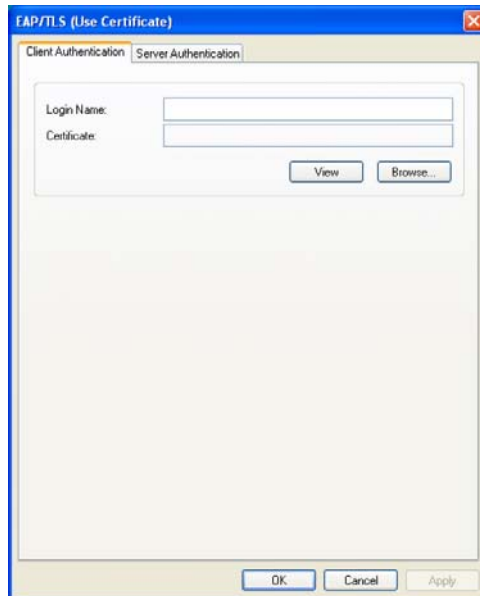 EAP/TLS (Use Certificate)
Client Authentication Server Authentication
Login Name:
Certificate:
View Browse...
OK Cancel Apply